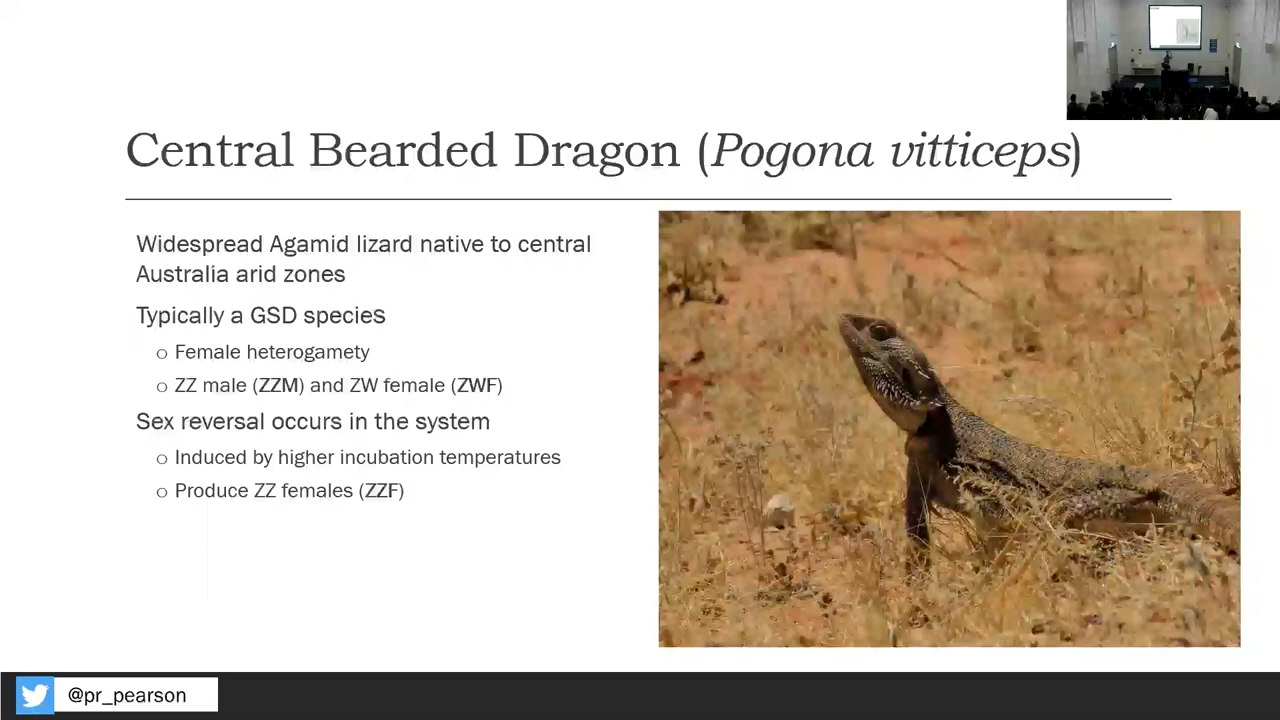 Central Bearded Dragon (Pogona vitticeps)
Widespread Agamid lizard native to central
Australia arid zones
Typically a GSD species
o Female heterogamety
o ZZ male (ZZM) and ZW female (ZWF)
Sex reversal occurs in the system
o Induced by higher incubation temperatures
o Produce ZZ females (ZZF)
@pr_pearson